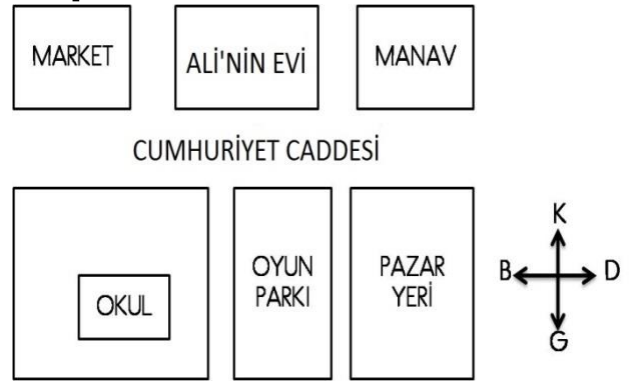 MARKET
ALİ'NİN EVİ
MANAV
CUMHURİYET CADDESİ
OKUL
OYUN
PARKI
PAZAR
YERİ
K
B
D
G